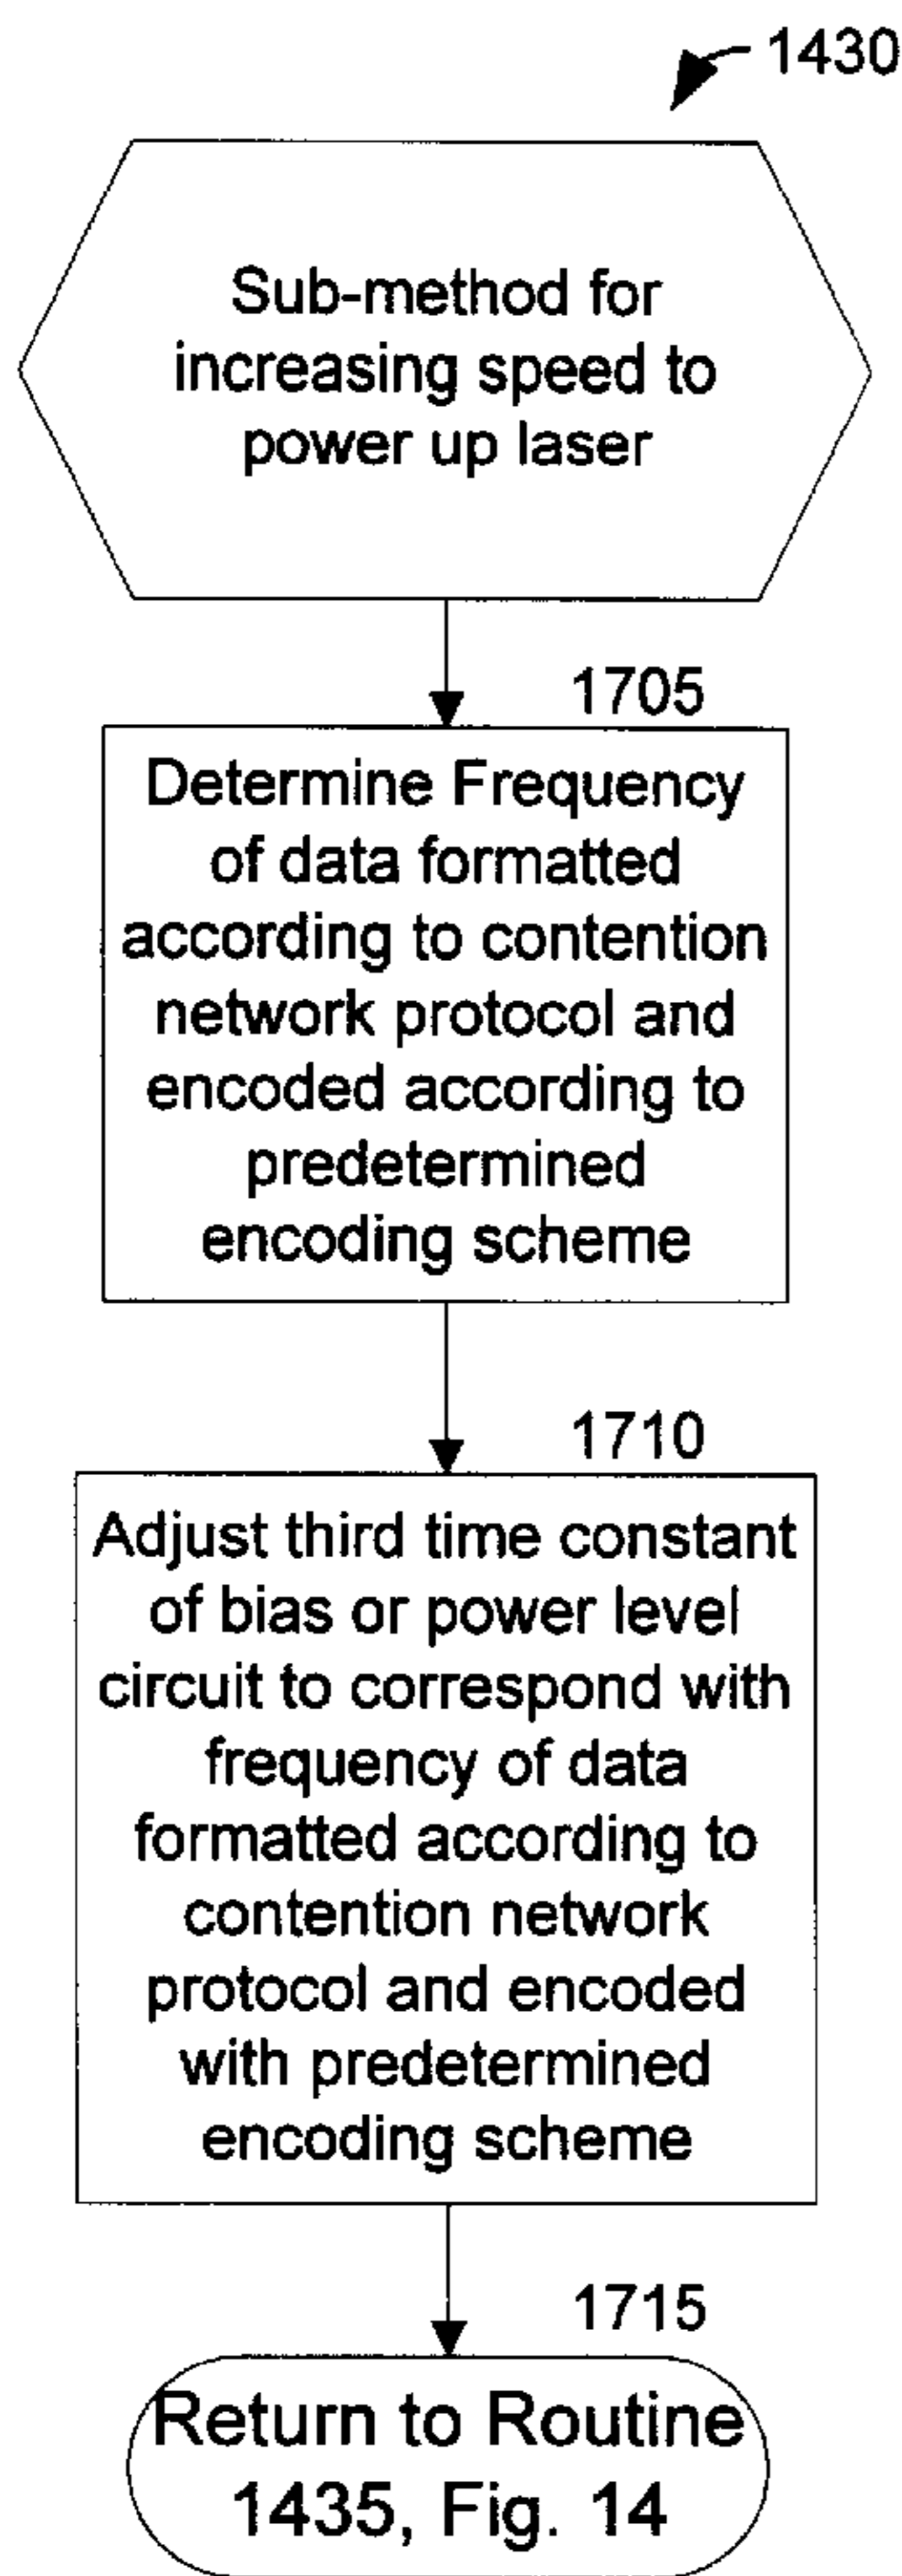 1430
Sub-method for
increasing speed to
power up laser
1705
Determine Frequency
of data formatted
according to contention
network protocol and
encoded according to
predetermined
encoding scheme
1710
Adjust third time constant
of bias or power level
circuit to correspond with
frequency of data
formatted according to
contention network
protocol and encoded
with predetermined
encoding scheme
1715
Return to Routine
1435, Fig. 14